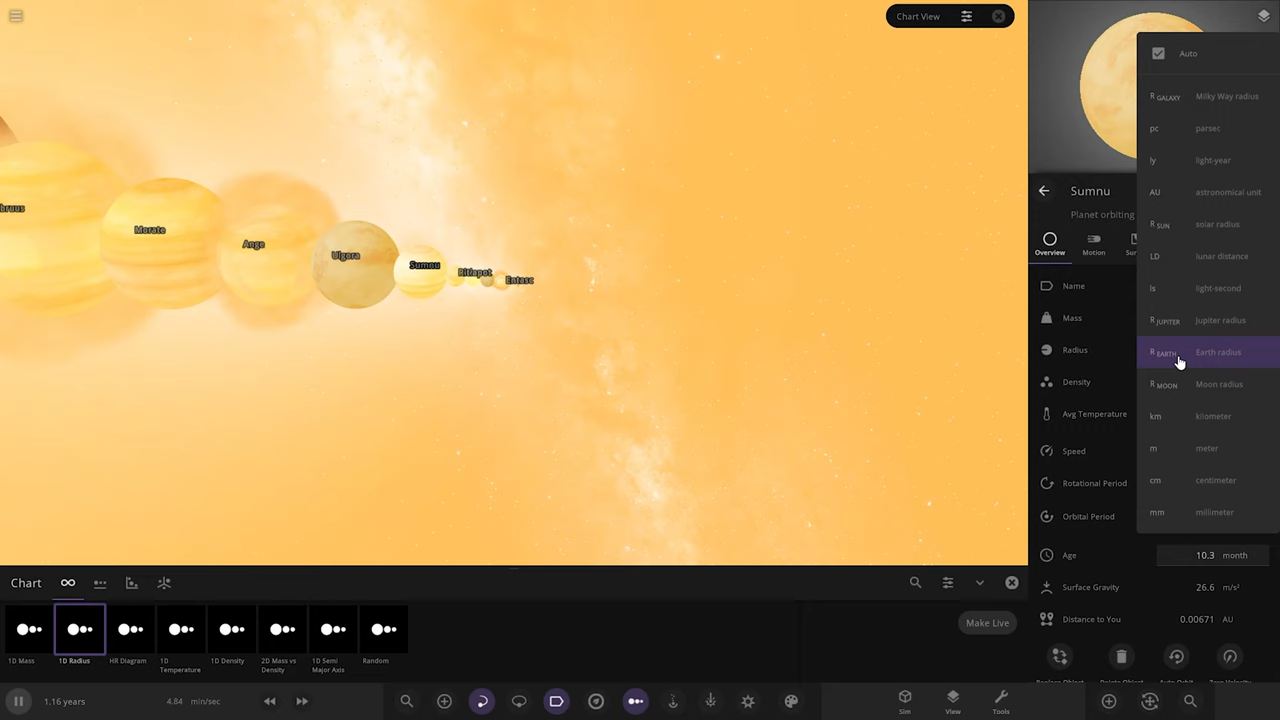 Chart View
bruus
Morate
Ange
Ulgora
Sumnu
Entasc
Sumnu
Planet orbiting
Overview
Motion
Name
Mass
Radius
Density
Avg Temperature
Speed
Rotational Period
Orbital Period
Age
10.3 month
Surface Gravity
26.6 m/s²
Distance to You
0.00671 AU
Auto
R GALAXY Milky Way radius
pc parsec
ly light-year
AU astronomical unit
R SUN solar radius
LD lunar distance
ls light-second
R JUPITER Jupiter radius
R EARTH Earth radius
R MOON Moon radius
km kilometer
m meter
cm centimeter
mm millimeter
Chart
1D Mass
1D Radius
HR Diagram
1D Temperature
1D Density
2D Mass vs Density
1D Semi Major Axis
Random
Make Live
1.16 years
4.84 min/sec
Sim
View
Tools